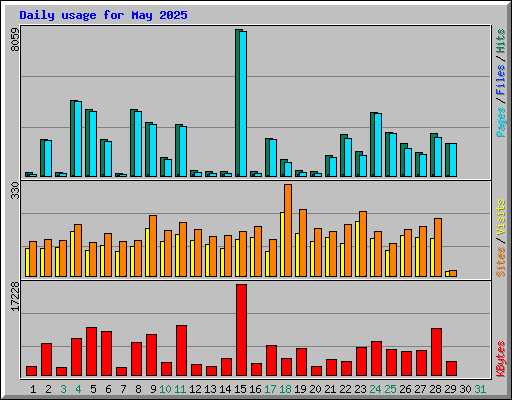 Daily usage for May 2025
8059
Pages / Files / Hits
330
Sites / Visits
17228
KBytes
1 2 3 4 5 6 7 8 9 10 11 12 13 14 15 16 17 18 19 20 21 22 23 24 25 26 27 28 29 30 31